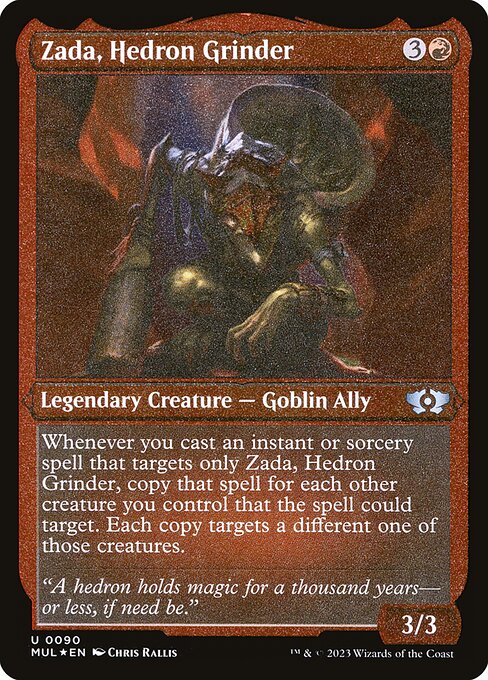 Zada, Hedron Grinder 3
Legendary Creature — Goblin Ally
Whenever you cast an instant or sorcery
spell that targets only Zada, Hedron
Grinder, copy that spell for each other
creature you control that the spell could
target. Each copy targets a different one of
those creatures.
“A hedron holds magic for a thousand years—
or less, if need be.”
3/3
U 0090
MUL★EN Chris Rallis
™ & © 2023 Wizards of the Coast